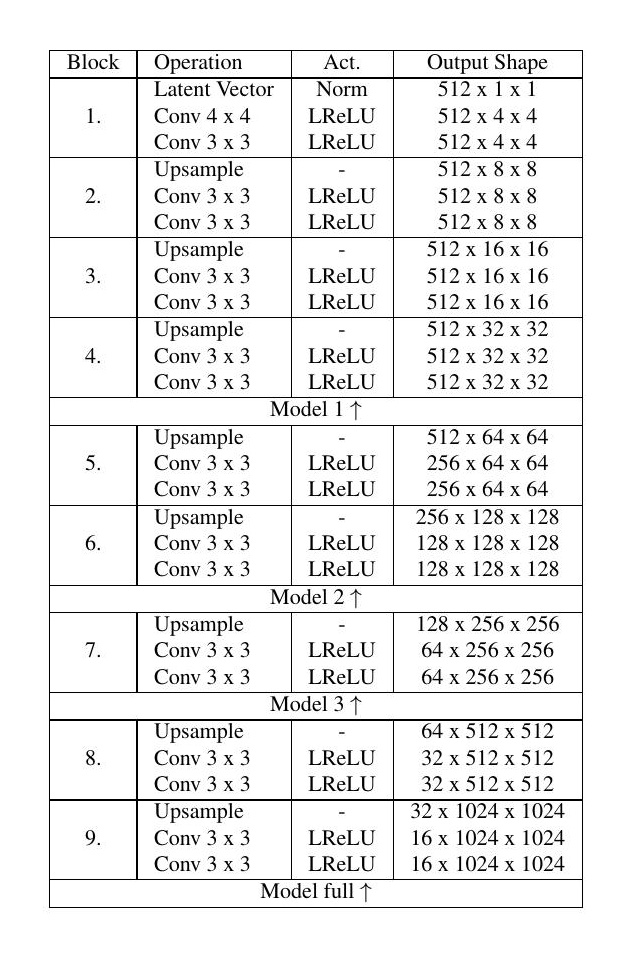 Block Operation Act. Output Shape
Latent Vector Norm 512 x 1 x 1
1. Conv 4 x 4 LReLU 512 x 4 x 4
Conv 3 x 3 LReLU 512 x 4 x 4
Upsample - 512 x 8 x 8
2. Conv 3 x 3 LReLU 512 x 8 x 8
Conv 3 x 3 LReLU 512 x 8 x 8
Upsample - 512 x 16 x 16
3. Conv 3 x 3 LReLU 512 x 16 x 16
Conv 3 x 3 LReLU 512 x 16 x 16
Upsample - 512 x 32 x 32
4. Conv 3 x 3 LReLU 512 x 32 x 32
Conv 3 x 3 LReLU 512 x 32 x 32
Model 1 ↑
Upsample - 512 x 64 x 64
5. Conv 3 x 3 LReLU 256 x 64 x 64
Conv 3 x 3 LReLU 256 x 64 x 64
Upsample - 256 x 128 x 128
6. Conv 3 x 3 LReLU 128 x 128 x 128
Conv 3 x 3 LReLU 128 x 128 x 128
Model 2 ↑
Upsample - 128 x 256 x 256
7. Conv 3 x 3 LReLU 64 x 256 x 256
Conv 3 x 3 LReLU 64 x 256 x 256
Model 3 ↑
Upsample - 64 x 512 x 512
8. Conv 3 x 3 LReLU 32 x 512 x 512
Conv 3 x 3 LReLU 32 x 512 x 512
Upsample - 32 x 1024 x 1024
9. Conv 3 x 3 LReLU 16 x 1024 x 1024
Conv 3 x 3 LReLU 16 x 1024 x 1024
Model full ↑